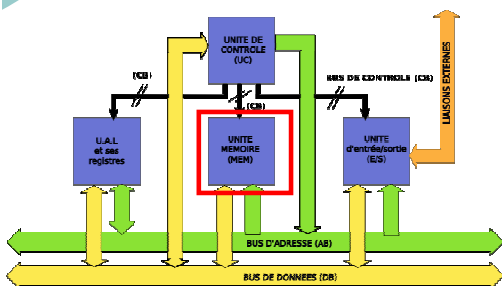 UNITE DE
CONTROLE
(UC)
(CB)
(CB)
BUS DE CONTROLE (CB)
LIAISONS EXTERNES
U.A.L
et ses
registres
UNITE
MEMOIRE
(MEM)
UNITE
d'entrée/sortie
(E/S)
BUS D'ADRESSE (AB)
BUS DE DONNEES (DB)